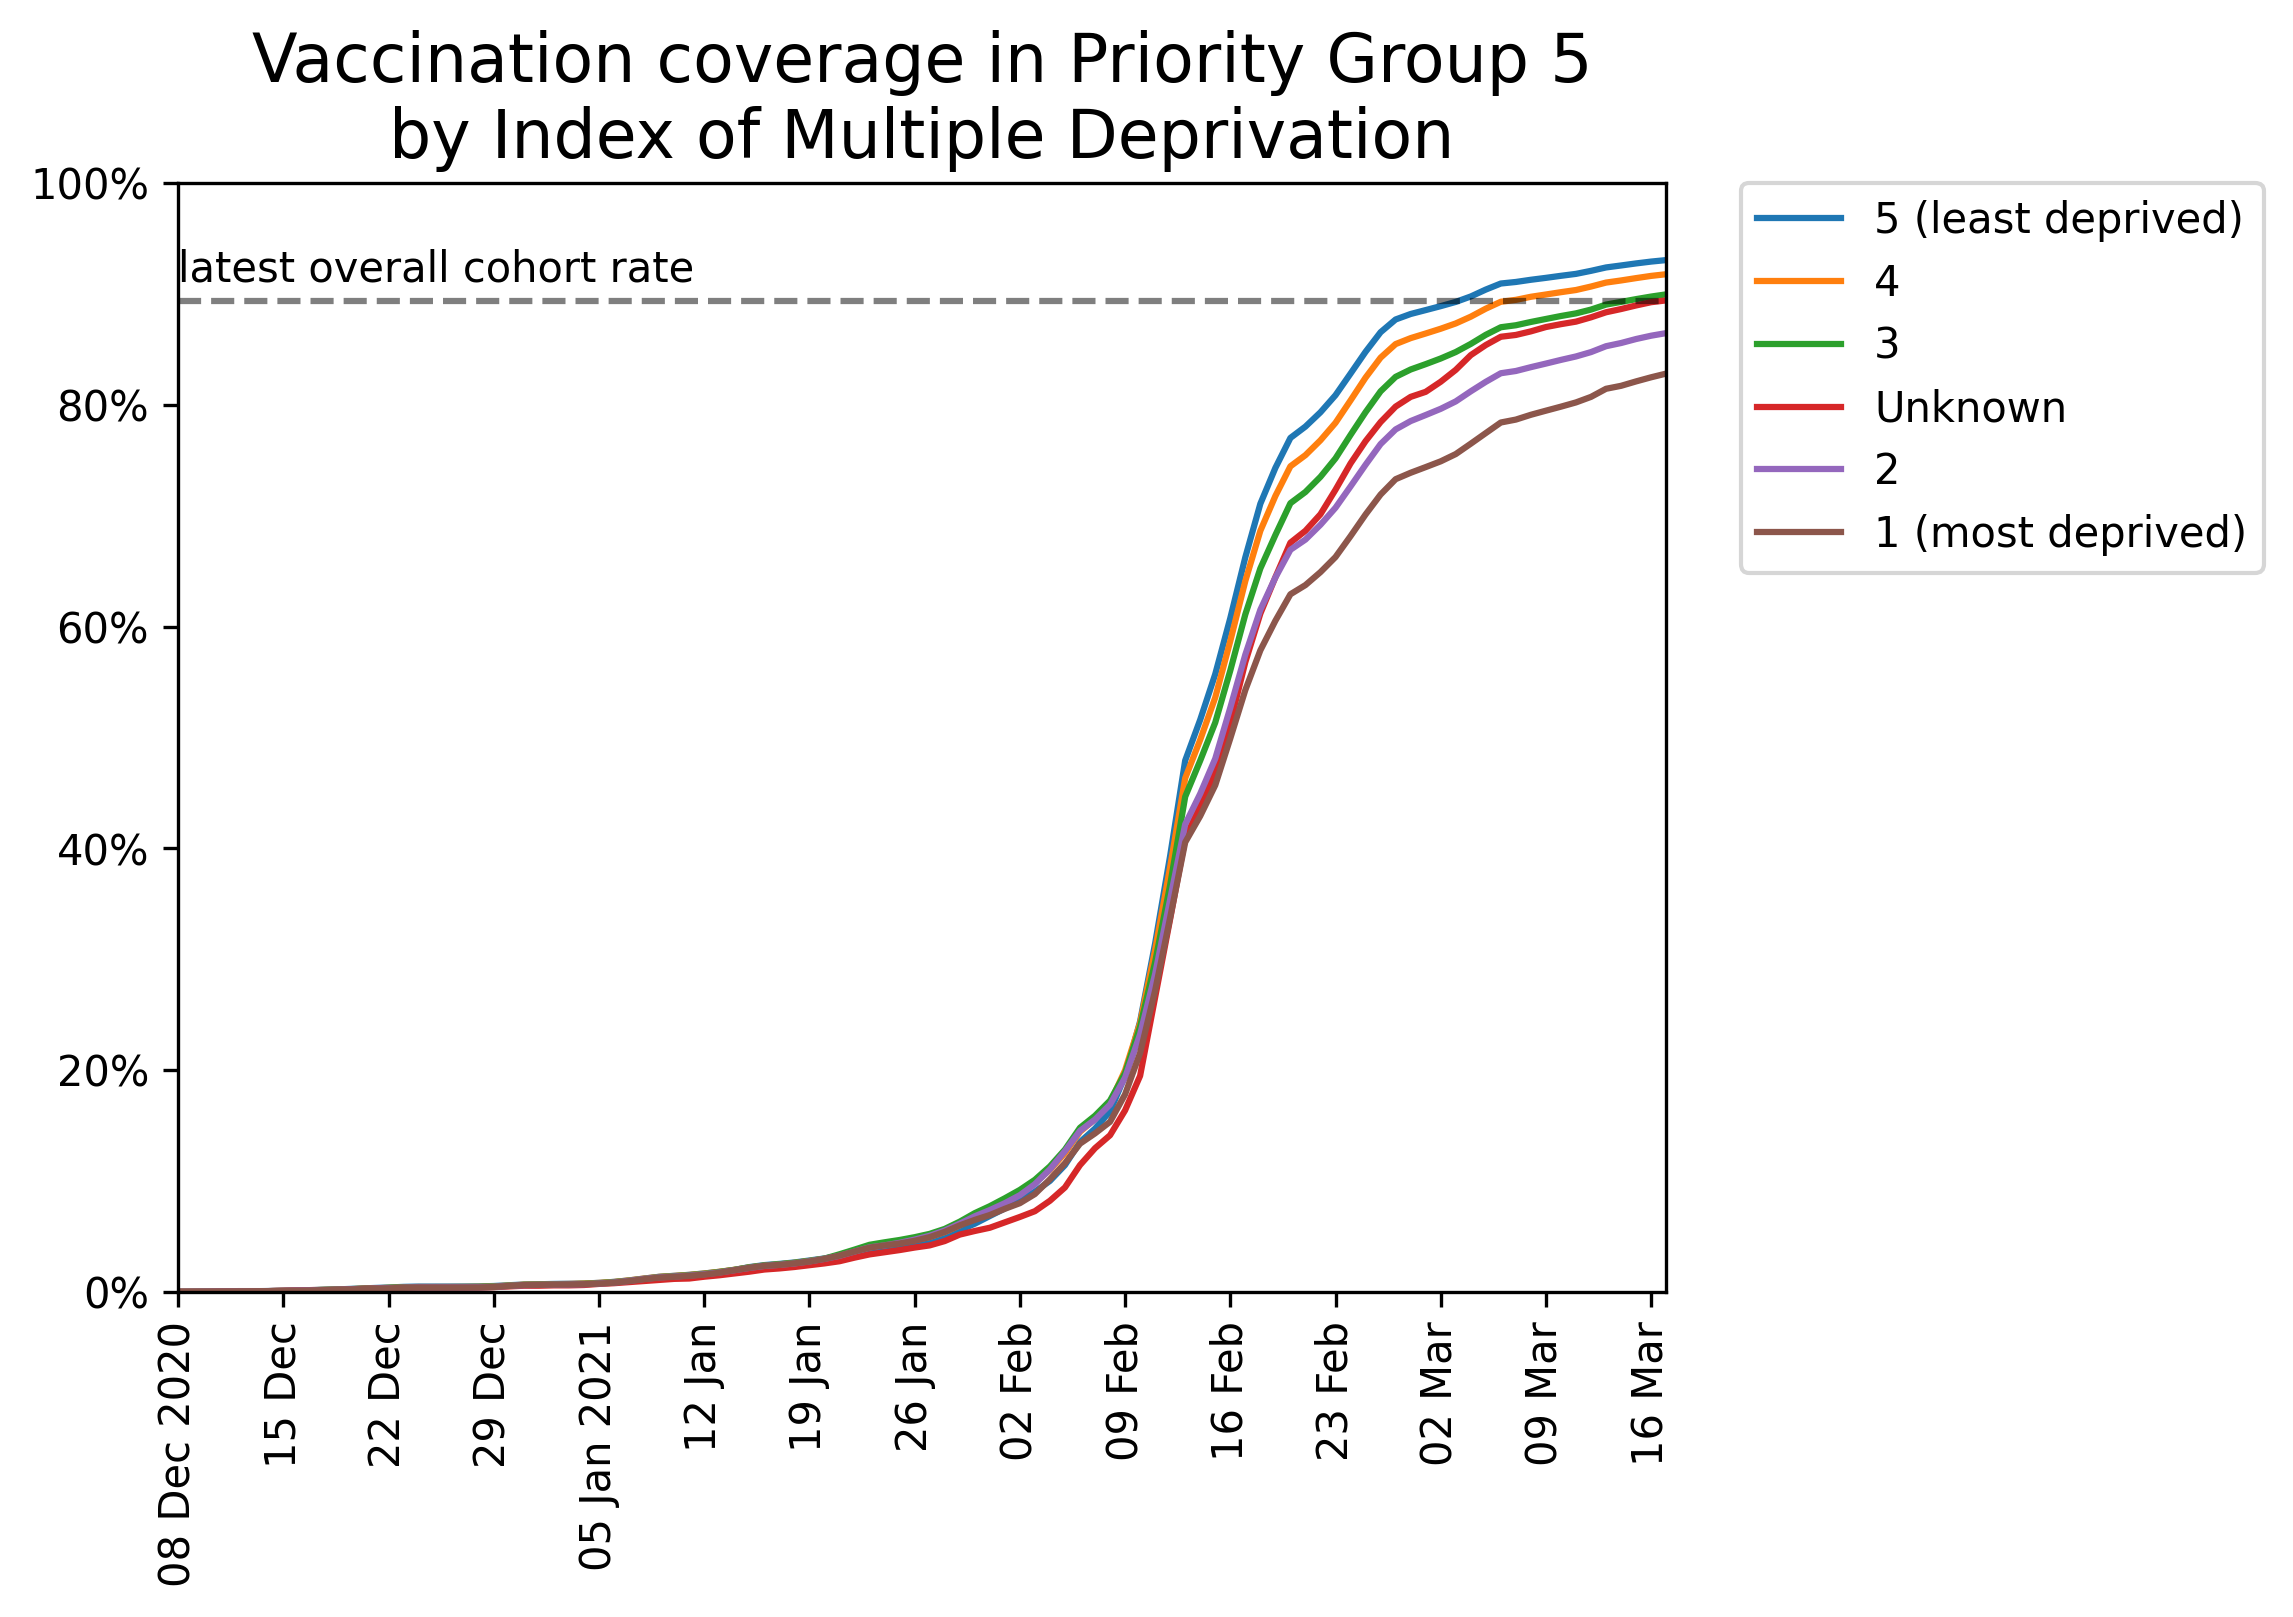 Vaccination coverage in Priority Group 5
by Index of Multiple Deprivation
100%
80%
60%
40%
20%
0%
latest overall cohort rate
08 Dec 2020
15 Dec
22 Dec
29 Dec
05 Jan 2021
12 Jan
19 Jan
26 Jan
02 Feb
09 Feb
16 Feb
23 Feb
02 Mar
09 Mar
16 Mar
5 (least deprived)
4
3
Unknown
2
1 (most deprived)